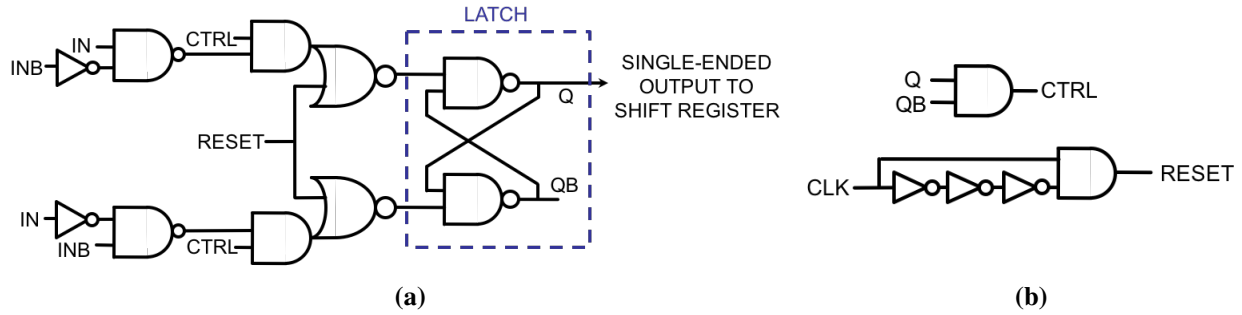 LATCH
CTRL
IN
INB
SINGLE-ENDED
OUTPUT TO
SHIFT REGISTER
Q
RESET
QB
IN
INB
CTRL
(a)
Q
QB
CTRL
CLK
RESET
(b)